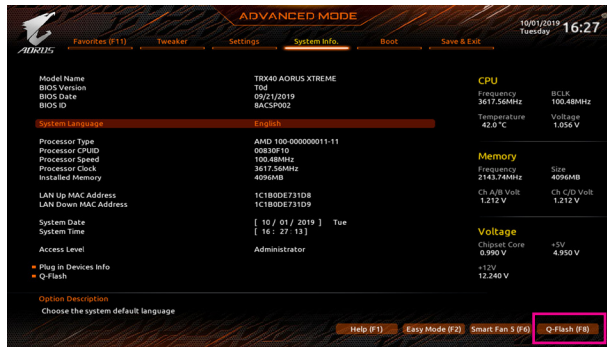 ADVANCED MODE
10/01/2019 Tuesday 16:27
AORUS
Favorites (F11) Tweaker Settings System Info. Boot Save & Exit
Model Name TRX40 AORUS XTREME
BIOS Version T0d
BIOS Date 09/21/2019
BIOS ID 8ACSP002
System Language English
Processor Type AMD 100-000000011-11
Processor CPUID 00830F10
Processor Speed 100.48MHz
Processor Clock 3617.56MHz
Installed Memory 4096MB
LAN Up MAC Address 1C1B0DE731D8
LAN Down MAC Address 1C1B0DE731D9
System Date [ 10 / 01 / 2019 ] Tue
System Time [ 16 : 27 : 13 ]
Access Level Administrator
Plug in Devices Info
Q-Flash
CPU
Frequency BCLK
3617.56MHz 100.48MHz
Temperature Voltage
42.0 °C 1.056 V
Memory
Frequency Size
2143.74MHz 4096MB
Ch A/B Volt Ch C/D Volt
1.212 V 1.212 V
Voltage
Chipset Core +5V
0.990 V 4.950 V
+12V
12.240 V
Option Description
Choose the system default language
Help (F1) Easy Mode (F2) Smart Fan 5 (F6) Q-Flash (F8)